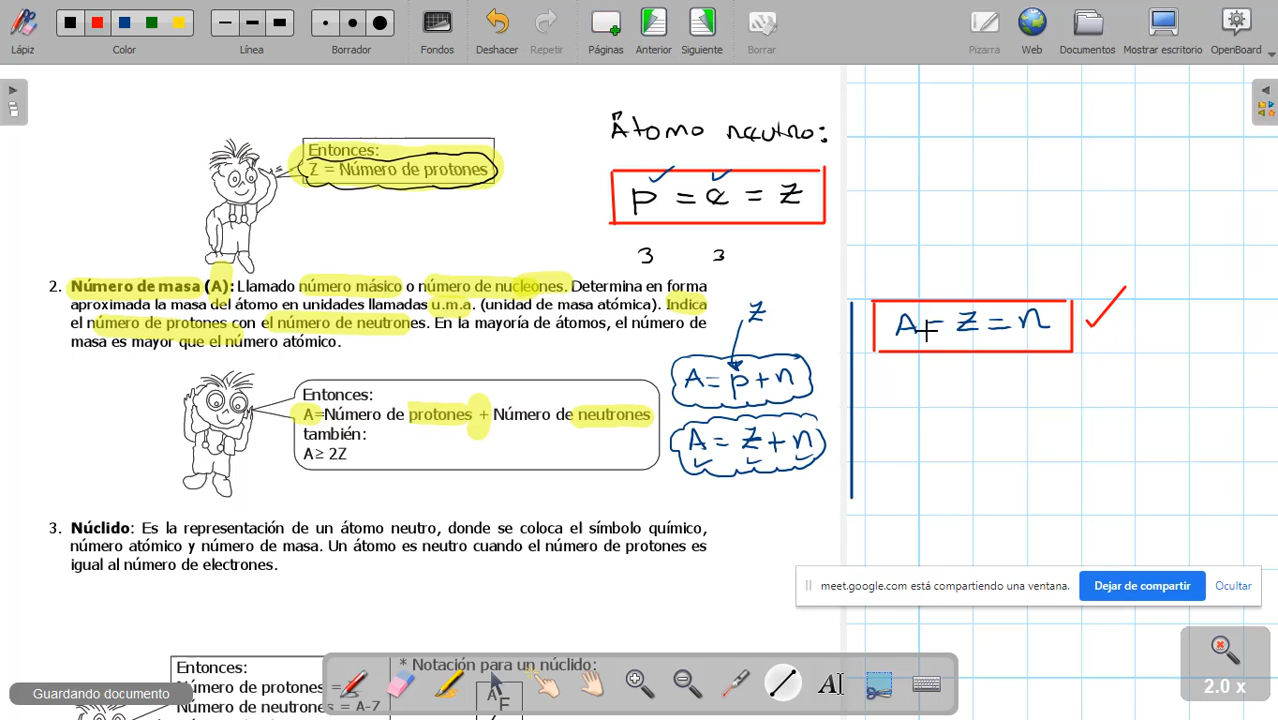 Lápiz
Color
Línea
Borrador
Fondos
Deshacer
Repetir
Páginas
Anterior
Siguiente
Borrar
Pizarra
Web
Documentos
Mostrar escritorio
OpenBoard
Entonces:
Z = Número de protones
Átomo neutro:
p = e = Z
3 3
2. Número de masa (A): Llamado número másico o número de nucleones. Determina en forma
aproximada la masa del átomo en unidades llamadas u.m.a. (unidad de masa atómica). Indica
el número de protones con el número de neutrones. En la mayoría de átomos, el número de
masa es mayor que el número atómico.
Z
A = p + n
A = Z + n
A - Z = n
Entonces:
A=Número de protones + Número de neutrones
también:
A≥ 2Z
3. Núclido: Es la representación de un átomo neutro, donde se coloca el símbolo químico,
número atómico y número de masa. Un átomo es neutro cuando el número de protones es
igual al número de electrones.
meet.google.com está compartiendo una ventana.
Dejar de compartir
Ocultar
Entonces:
Número de protones =
Número de neutrones = A-Z
* Notación para un núclido:
A
E
Guardando documento
2.0 x